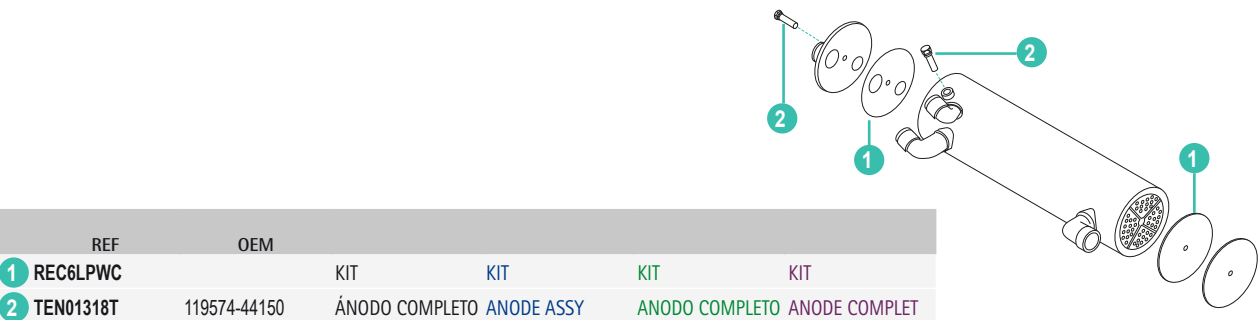 2
2
2
1
1
REF OEM
1 REC6LPWC KIT KIT KIT KIT
2 TEN01318T 119574-44150 ÁNODO COMPLETO ANODE ASSY ANODO COMPLETO ANODE COMPLET